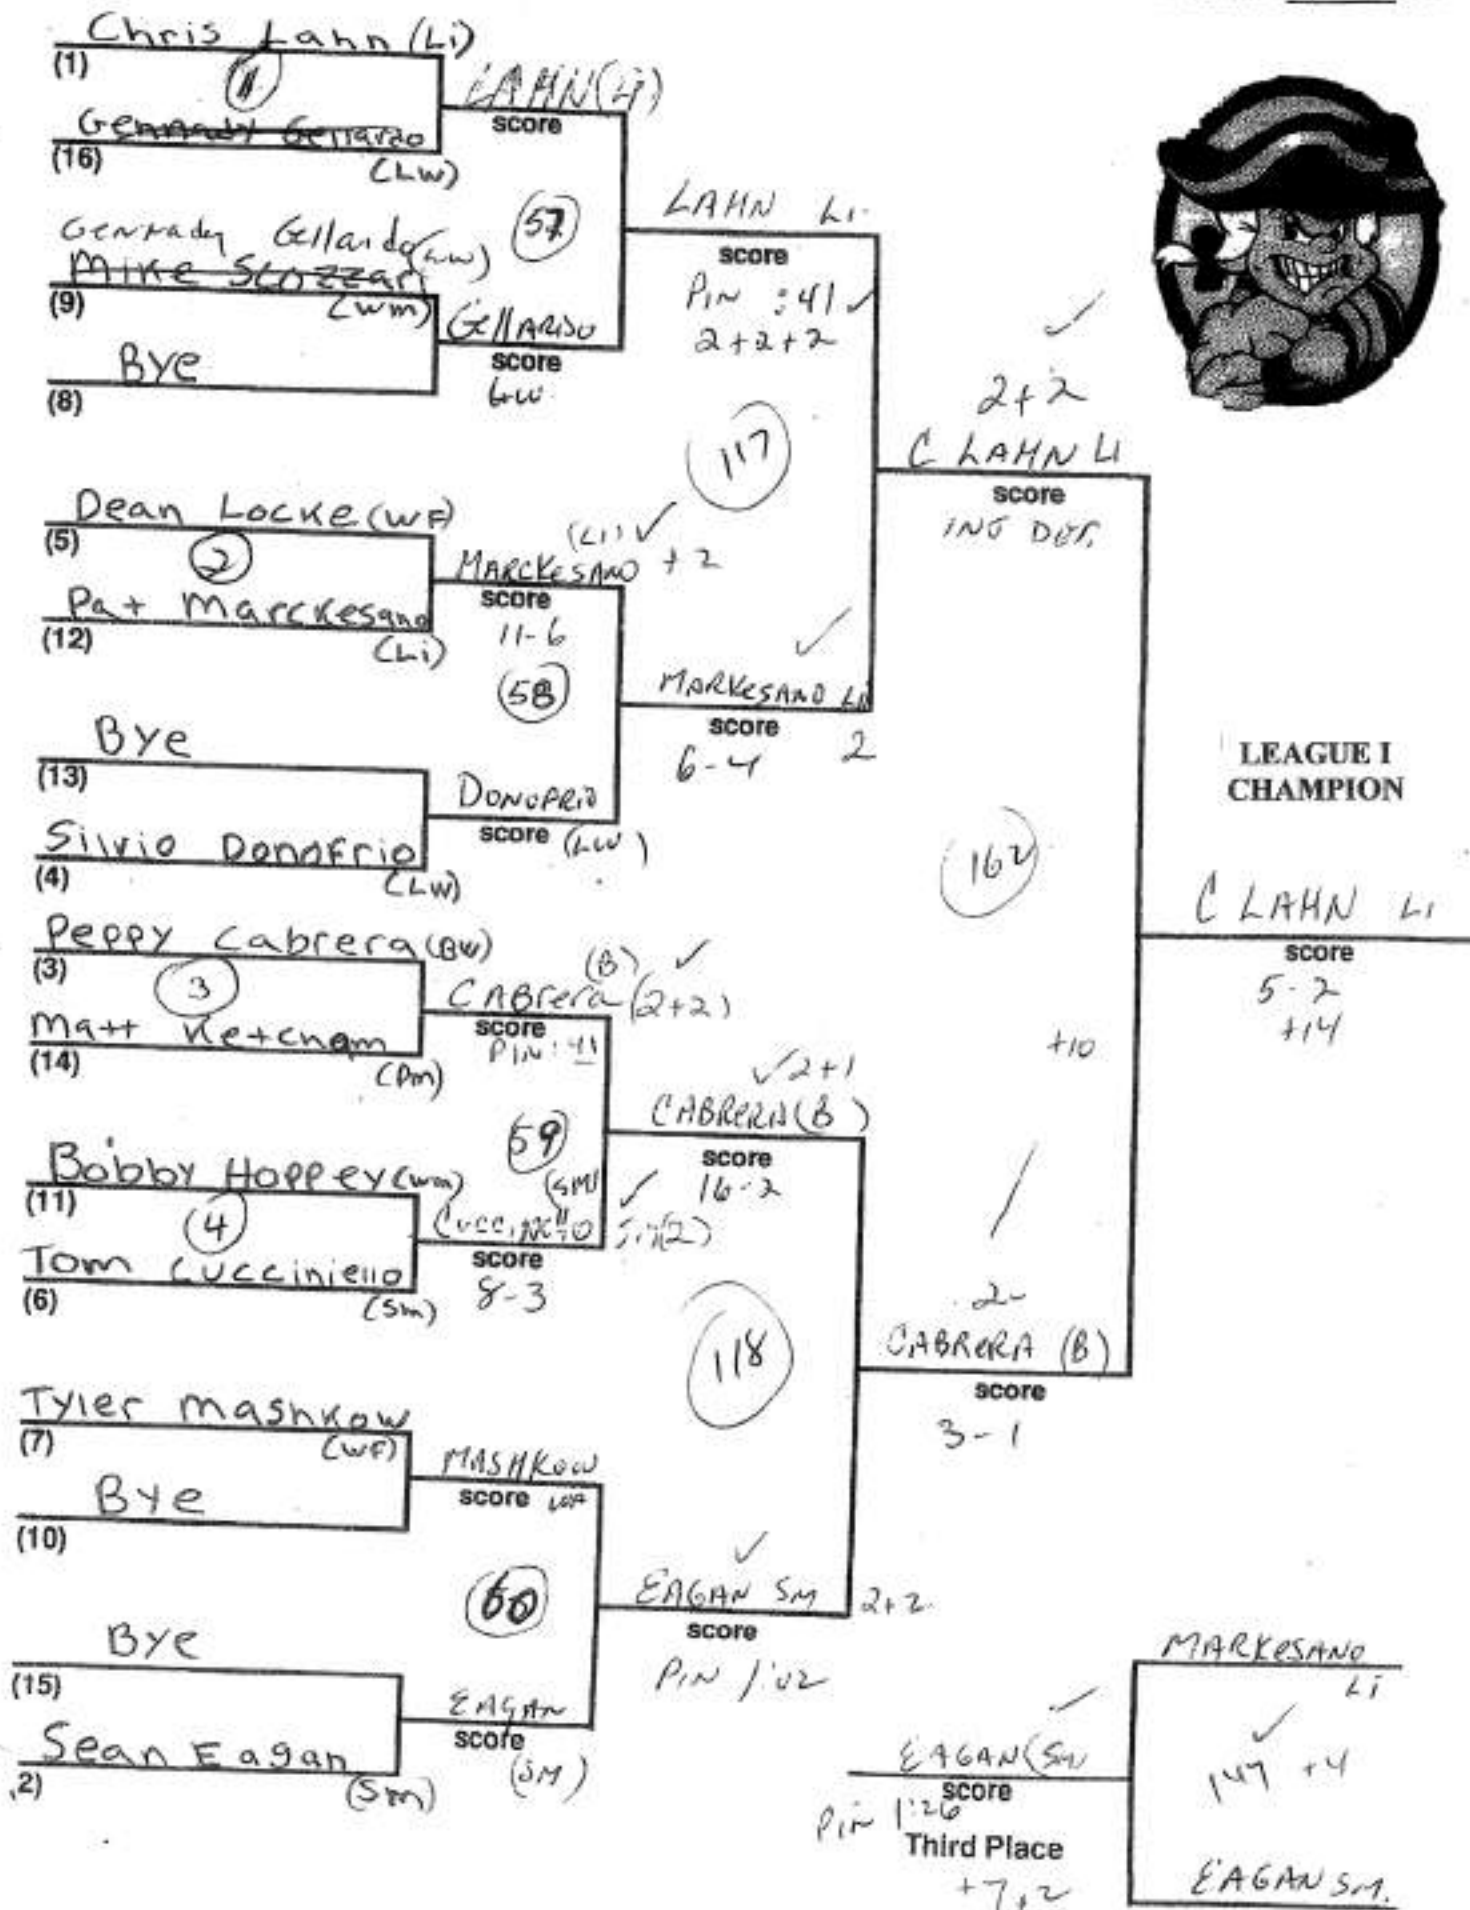 Chris Lahn (Li)
(1)
1
LAHN (Li)
score
Gennady Gellardo
(16)
(LW)
57
LAHN Li
score
PIN :41 ✓
2+2+2
Gennady Gellardo (LW)
Mike Scozzari
(9)
(WM)
Gellardo
score
LW
Bye
(8)
117
✓
2+2
C LAHN LI
score
INJ DEF.
Dean Locke (WF)
(5)
2
(LI) ✓
MARCKESANO + 2
score
11-6
Pat Marckesano
(12)
(Li)
58
✓
MARKESANO LI
score
6-4 2
Bye
(13)
DONOFRIO
score (LW)
Silvio Donofrio
(4)
(LW)
162
LEAGUE I
CHAMPION
C LAHN LI
score
5-2
+14
+10
Peppy Cabrera (BW)
(3)
3
(B) ✓
CABrera (2+2)
score
PIN :41
Matt Ketcham
(14)
(PM)
59
✓ 2+1
CABRERA (B)
score
16-2
Bobby Hoppey (WM)
(11)
4
(SM) ✓
Cucciniello
score
8-3
Tom Cucciniello
(6)
(SM)
118
2
CABRERA (B)
score
3-1
Tyler Mashkow
(7)
(WF)
MASHKOW
score
Bye
(10)
60
✓
EAGAN SM 2+2
score
PIN 1:02
Bye
(15)
EAGAN
score
(SM)
Sean Eagan
2)
(SM)
MARKESANO
Li
✓
147 +4
EAGAN SM.
✓
EAGAN (SM
score
Pin 1:26
Third Place
+7,2